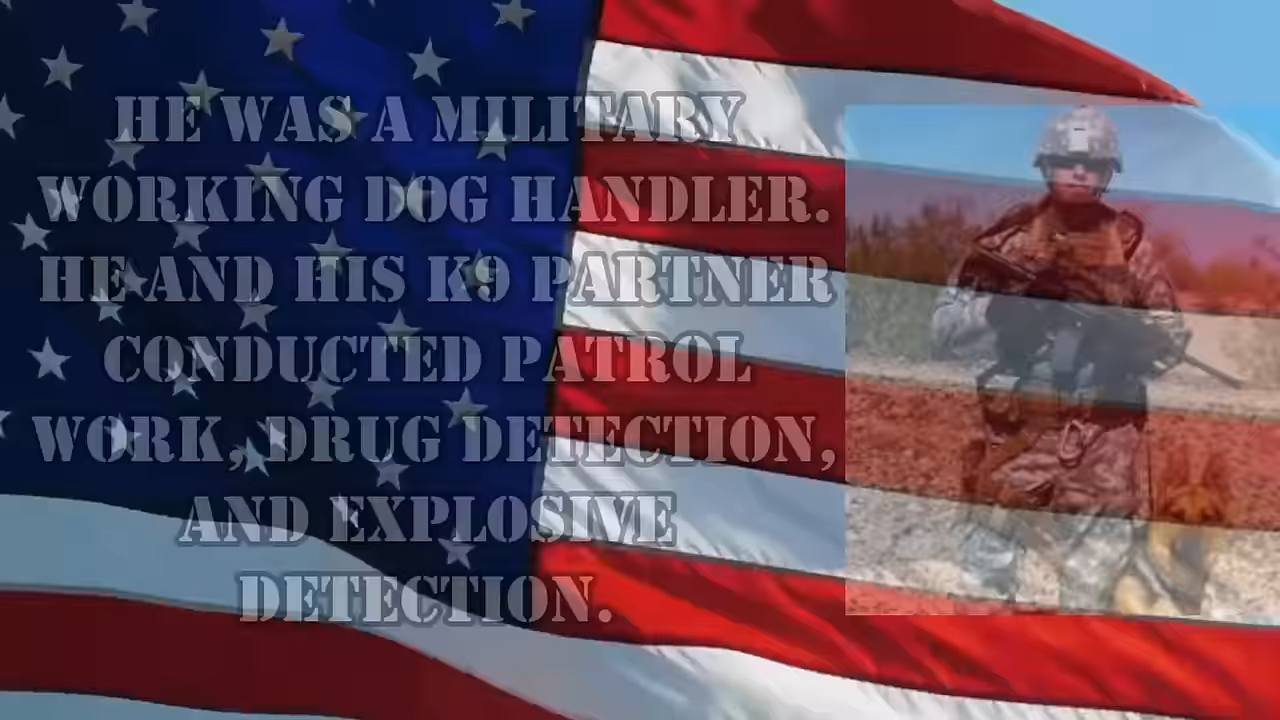 HE WAS A MILITARY
WORKING DOG HANDLER.
HE AND HIS K9 PARTNER
CONDUCTED PATROL
WORK, DRUG DETECTION,
AND EXPLOSIVE
DETECTION.